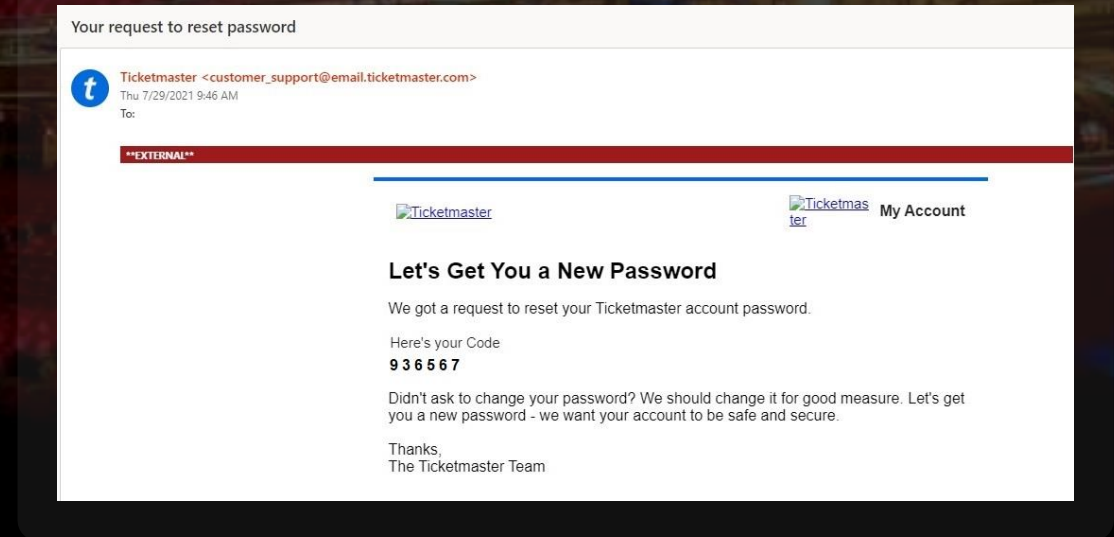 Your request to reset password
t
Ticketmaster <customer_support@email.ticketmaster.com>
Thu 7/29/2021 9:46 AM
To:
**EXTERNAL**
Ticketmaster
Ticketmas
ter
My Account
Let's Get You a New Password
We got a request to reset your Ticketmaster account password.
Here's your Code
936567
Didn't ask to change your password? We should change it for good measure. Let's get
you a new password - we want your account to be safe and secure.
Thanks,
The Ticketmaster Team